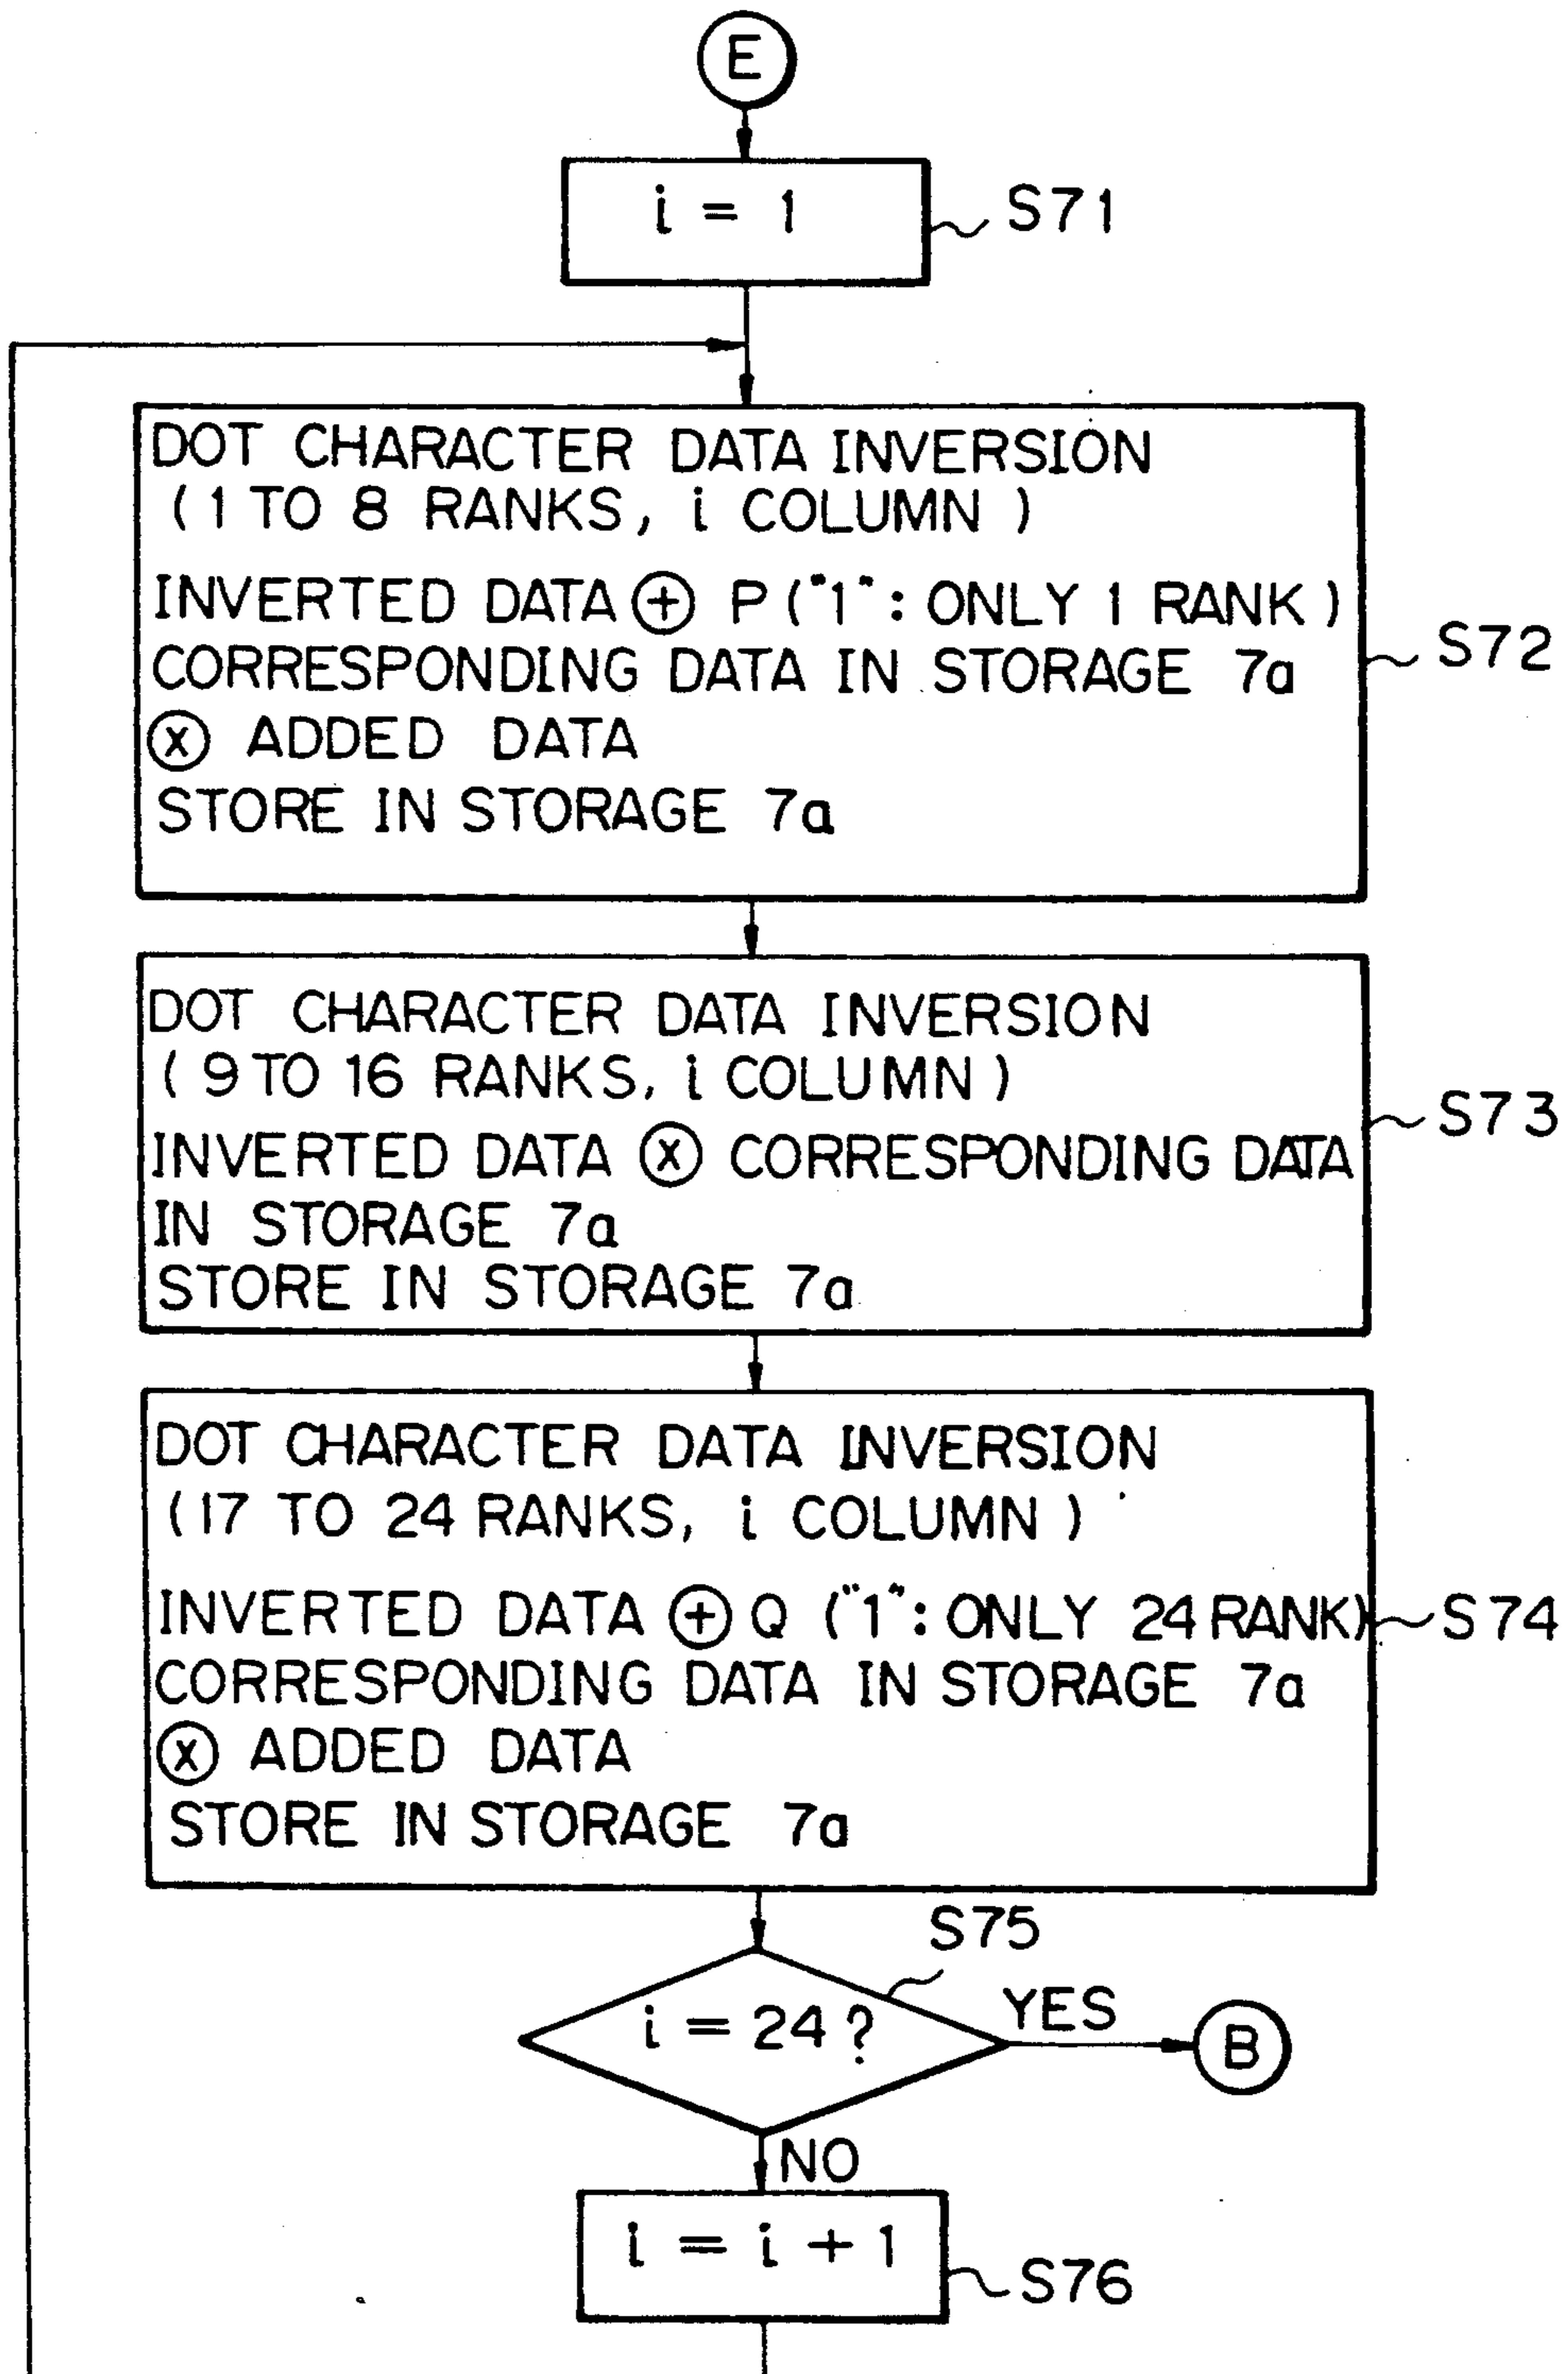 E
i = 1
S71
DOT CHARACTER DATA INVERSION
( 1 TO 8 RANKS, i COLUMN )
INVERTED DATA ⊕ P ("1" : ONLY 1 RANK )
CORRESPONDING DATA IN STORAGE 7a
S72
ⓧ ADDED DATA
STORE IN STORAGE 7a
DOT CHARACTER DATA INVERSION
( 9 TO 16 RANKS, i COLUMN )
S73
INVERTED DATA ⓧ CORRESPONDING DATA
IN STORAGE 7a
STORE IN STORAGE 7a
DOT CHARACTER DATA INVERSION
(17 TO 24 RANKS, i COLUMN )
INVERTED DATA ⊕ Q ("1" : ONLY 24 RANK)
S74
CORRESPONDING DATA IN STORAGE 7a
ⓧ ADDED DATA
STORE IN STORAGE 7a
S75
i = 24 ?
YES
B
NO
i = i + 1
S76